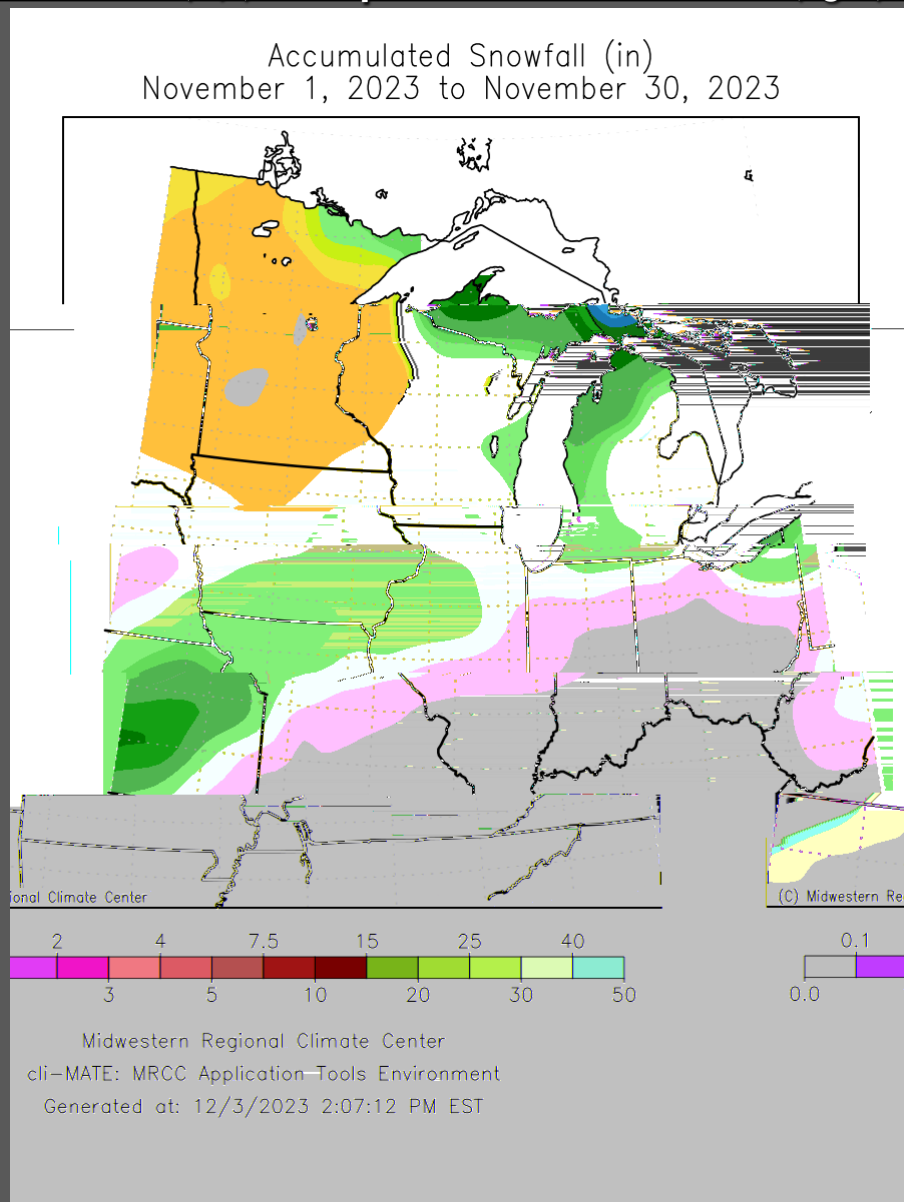 Accumulated Snowfall (in)
November 1, 2023 to November 30, 2023
ional Climate Center
(C) Midwestern Re
2 4 7.5 15 25 40 0.1
3 5 10 20 30 50 0.0
Midwestern Regional Climate Center
cli-MATE: MRCC Application Tools Environment
Generated at: 12/3/2023 2:07:12 PM EST